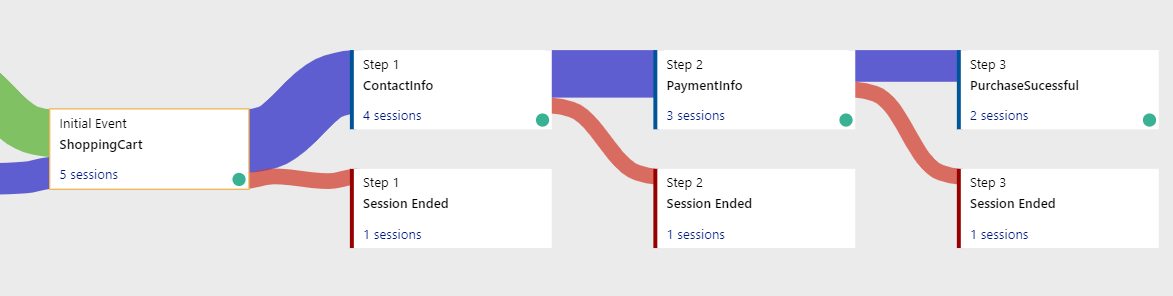 Initial Event
ShoppingCart
5 sessions
Step 1
ContactInfo
4 sessions
Step 1
Session Ended
1 sessions
Step 2
PaymentInfo
3 sessions
Step 2
Session Ended
1 sessions
Step 3
PurchaseSucessful
2 sessions
Step 3
Session Ended
1 sessions